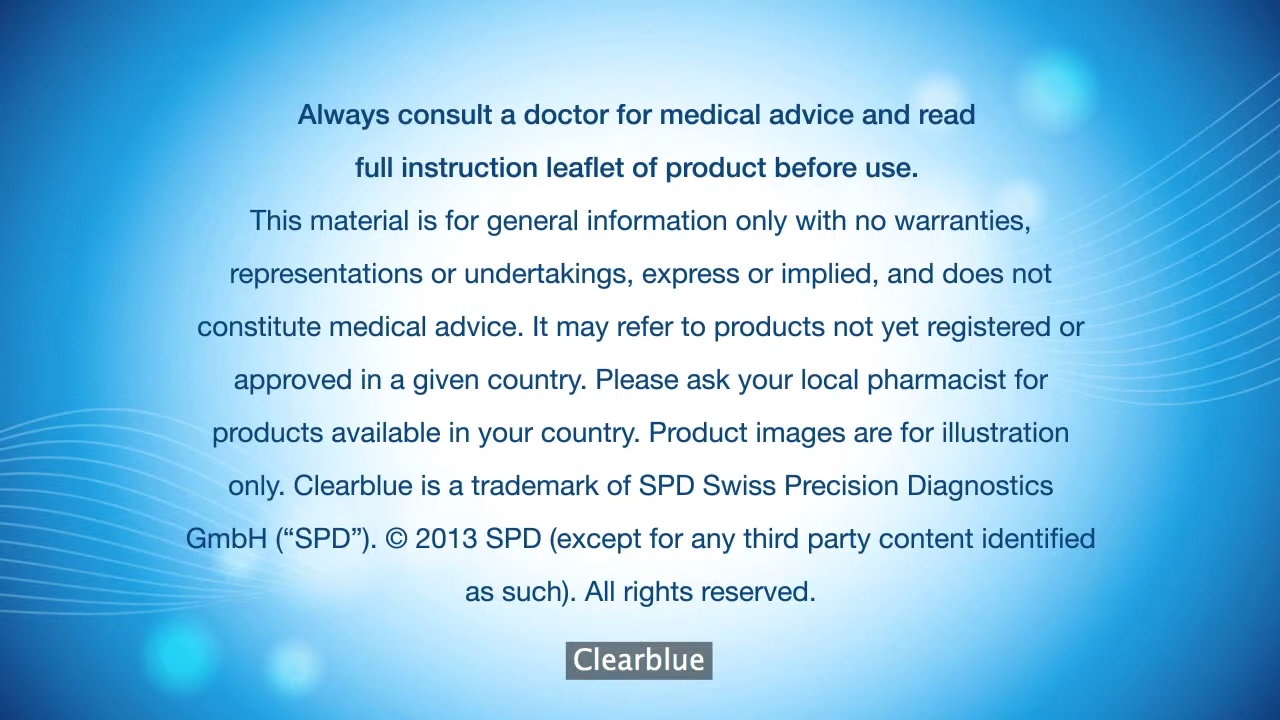 Always consult a doctor for medical advice and read
full instruction leaflet of product before use.
This material is for general information only with no warranties,
representations or undertakings, express or implied, and does not
constitute medical advice. It may refer to products not yet registered or
approved in a given country. Please ask your local pharmacist for
products available in your country. Product images are for illustration
only. Clearblue is a trademark of SPD Swiss Precision Diagnostics
GmbH (“SPD”). © 2013 SPD (except for any third party content identified
as such). All rights reserved.
Clearblue